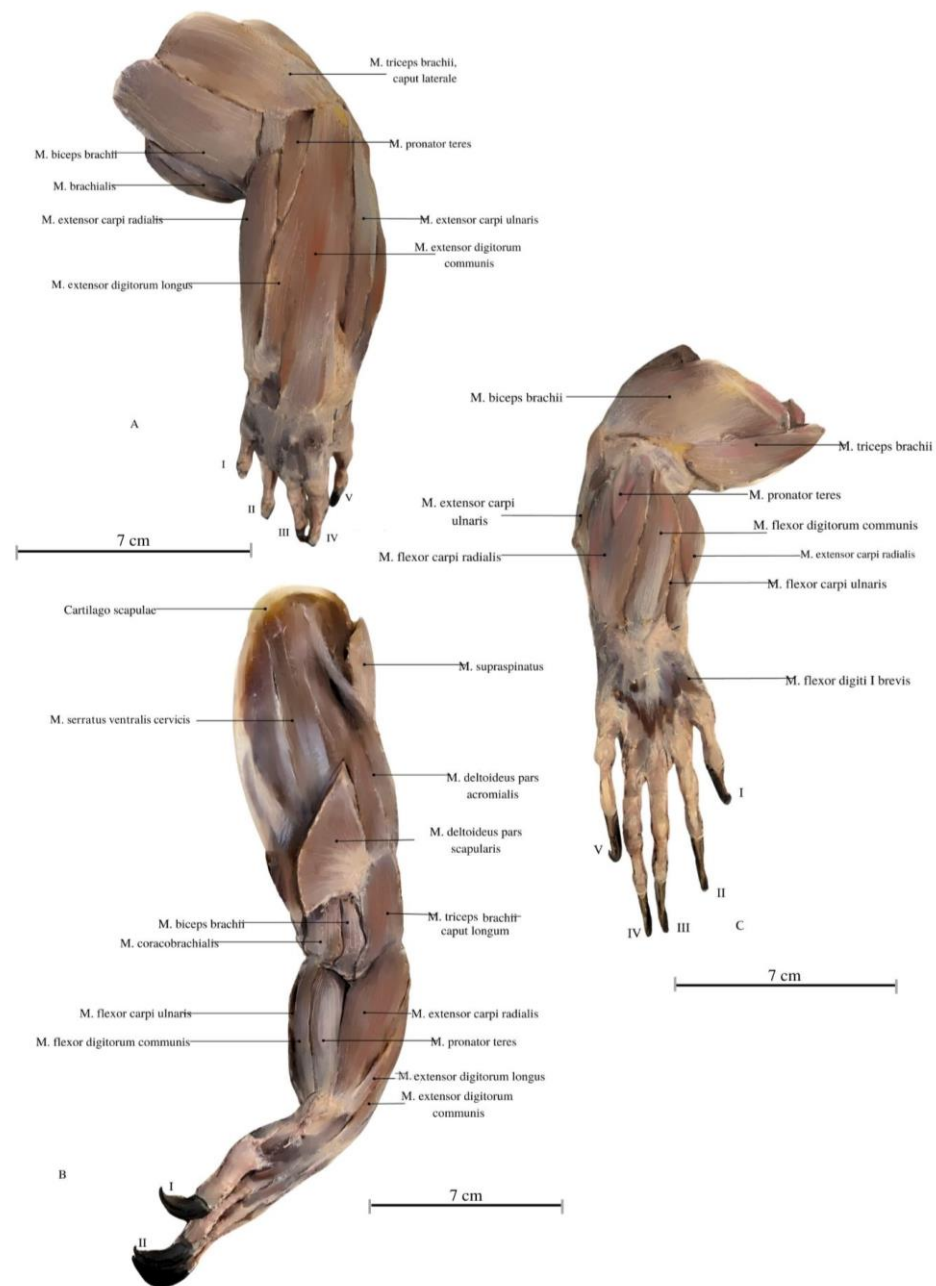 M. triceps brachii,
caput laterale
M. pronator teres
M. biceps brachii
M. brachialis
M. extensor carpi radialis
M. extensor carpi ulnaris
M. extensor digitorum
communis
M. extensor digitorum longus
A
I
II
III
IV
V
7 cm
M. biceps brachii
M. triceps brachii
M. pronator teres
M. extensor carpi
ulnaris
M. flexor digitorum communis
M. flexor carpi radialis
M. extensor carpi radialis
M. flexor carpi ulnaris
M. flexor digiti I brevis
I
V
II
IV
III
C
7 cm
Cartilago scapulae
M. supraspinatus
M. serratus ventralis cervicis
M. deltoideus pars
acromialis
M. deltoideus pars
scapularis
M. biceps brachii
M. triceps brachii
caput longum
M. coracobrachialis
M. flexor carpi ulnaris
M. extensor carpi radialis
M. flexor digitorum communis
M. pronator teres
M. extensor digitorum longus
M. extensor digitorum
communis
B
I
II
7 cm